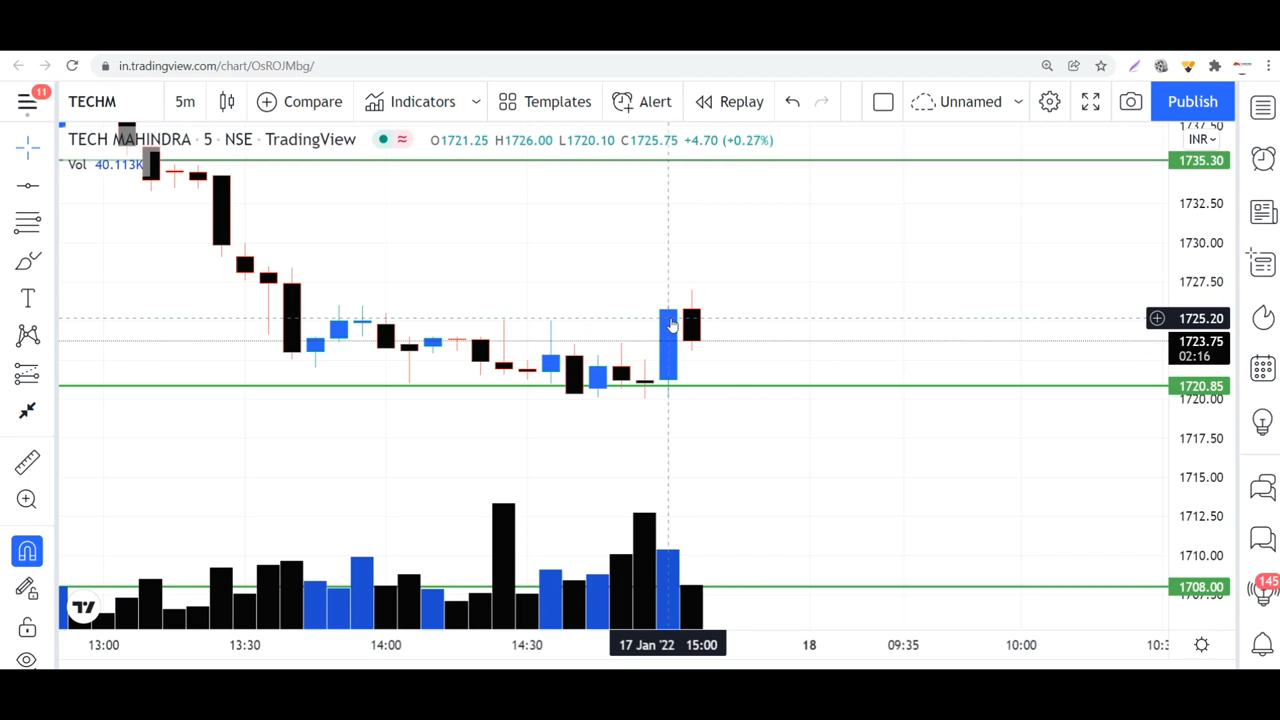 in.tradingview.com/chart/OsROJMbg/
11
TECHM 5m Compare Indicators Templates Alert Replay Unnamed Publish
TECH MAHINDRA · 5 · NSE · TradingView O1721.25 H1726.00 L1720.10 C1725.75 +4.70 (+0.27%)
Vol 40.113K
1737.50
INR
1735.30
1732.50
1730.00
1727.50
1725.20
1723.75
02:16
1720.85
1720.00
1717.50
1715.00
1712.50
1710.00
1708.00
145
13:00 13:30 14:00 14:30 17 Jan '22 15:00 18 09:35 10:00